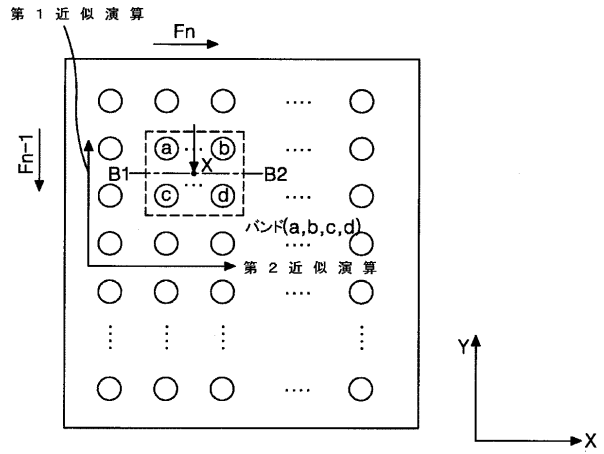 第１近似演算
Fn
Fn-1
a ‥ b
X
B1 B2
c ‥ d
バンド(a,b,c,d)
第２近似演算
Y
X